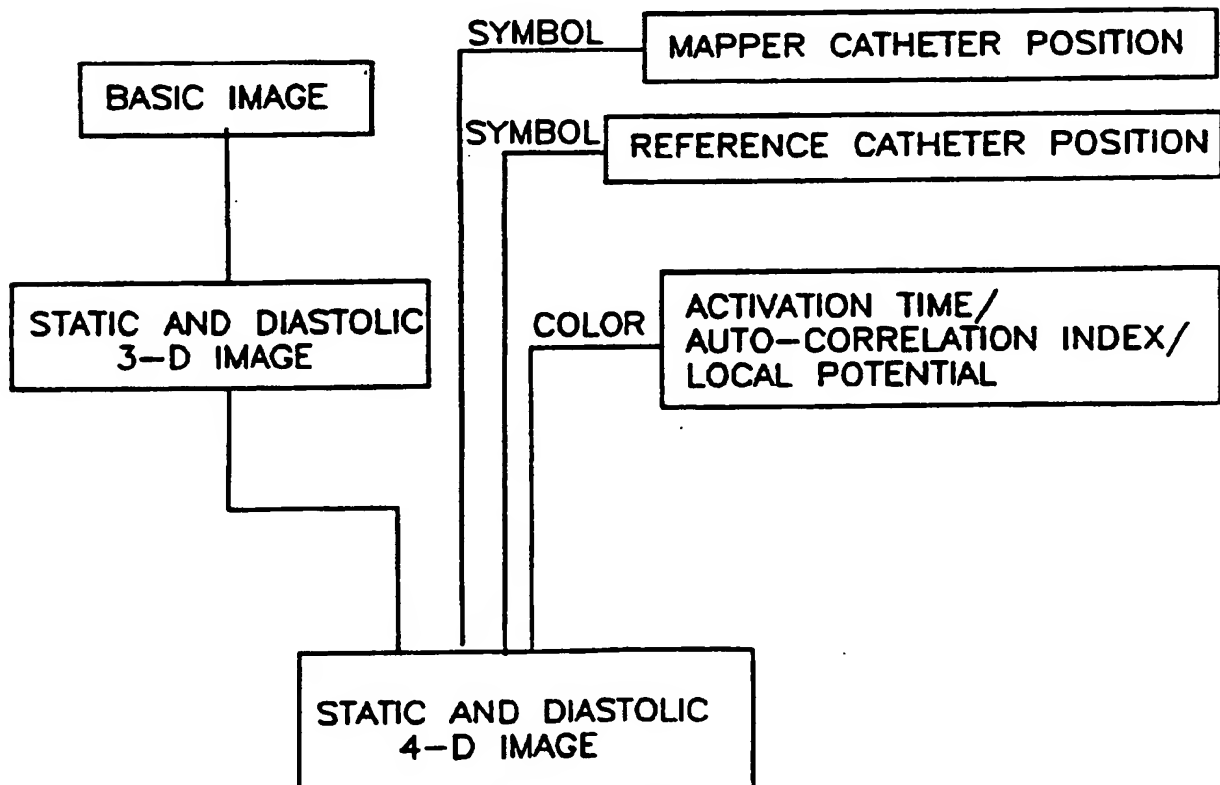 SYMBOL
MAPPER CATHETER POSITION
BASIC IMAGE
SYMBOL
REFERENCE CATHETER POSITION
STATIC AND DIASTOLIC
3-D IMAGE
COLOR
ACTIVATION TIME/
AUTO-CORRELATION INDEX/
LOCAL POTENTIAL
STATIC AND DIASTOLIC
4-D IMAGE